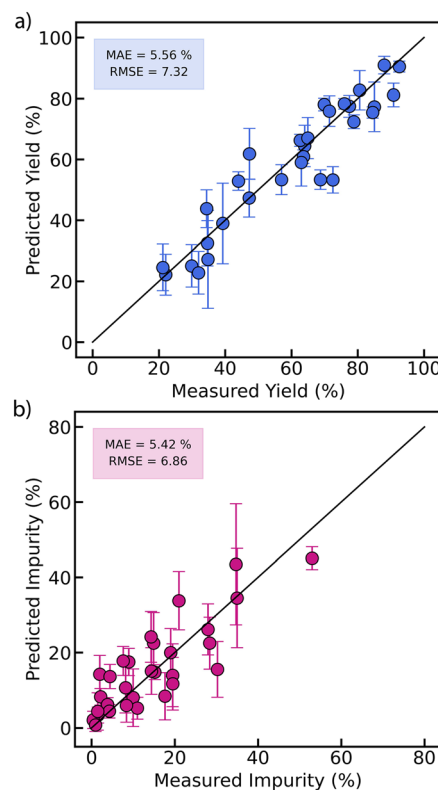 a)
MAE = 5.56 %
RMSE = 7.32
Predicted Yield (%)
100
80
60
40
20
0
0 20 40 60 80 100
Measured Yield (%)
b)
MAE = 5.42 %
RMSE = 6.86
Predicted Impurity (%)
80
60
40
20
0
0 20 40 60 80
Measured Impurity (%)